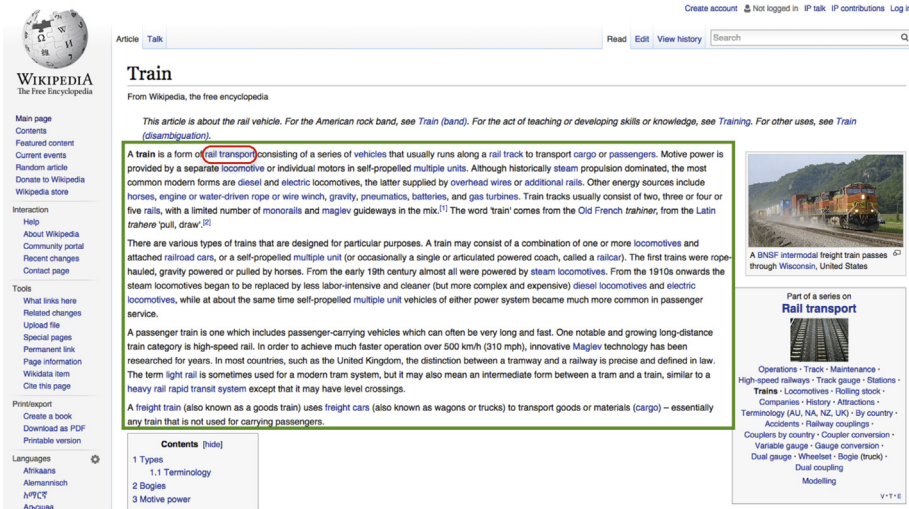 Create account Not logged in IP talk IP contributions Log in
WIKIPEDIA
The Free Encyclopedia
Main page
Contents
Featured content
Current events
Random article
Donate to Wikipedia
Wikipedia store
Interaction
Help
About Wikipedia
Community portal
Recent changes
Contact page
Tools
What links here
Related changes
Upload file
Special pages
Permanent link
Page information
Wikidata item
Cite this page
Print/export
Create a book
Download as PDF
Printable version
Languages
Afrikaans
Alemannisch
አማርኛ
Article Talk
Read Edit View history Search
Train
From Wikipedia, the free encyclopedia
This article is about the rail vehicle. For the American rock band, see Train (band). For the act of teaching or developing skills or knowledge, see Training. For other uses, see Train
(disambiguation).
A train is a form of rail transport consisting of a series of vehicles that usually runs along a rail track to transport cargo or passengers. Motive power is
provided by a separate locomotive or individual motors in self-propelled multiple units. Although historically steam propulsion dominated, the most
common modern forms are diesel and electric locomotives, the latter supplied by overhead wires or additional rails. Other energy sources include
horses, engine or water-driven rope or wire winch, gravity, pneumatics, batteries, and gas turbines. Train tracks usually consist of two, three or four or
five rails, with a limited number of monorails and maglev guideways in the mix.[1] The word 'train' comes from the Old French trahiner, from the Latin
trahere 'pull, draw'.[2]
There are various types of trains that are designed for particular purposes. A train may consist of a combination of one or more locomotives and
attached railroad cars, or a self-propelled multiple unit (or occasionally a single or articulated powered coach, called a railcar). The first trains were rope-
hauled, gravity powered or pulled by horses. From the early 19th century almost all were powered by steam locomotives. From the 1910s onwards the
steam locomotives began to be replaced by less labor-intensive and cleaner (but more complex and expensive) diesel locomotives and electric
locomotives, while at about the same time self-propelled multiple unit vehicles of either power system became much more common in passenger
service.
A passenger train is one which includes passenger-carrying vehicles which can often be very long and fast. One notable and growing long-distance
train category is high-speed rail. In order to achieve much faster operation over 500 km/h (310 mph), innovative Maglev technology has been
researched for years. In most countries, such as the United Kingdom, the distinction between a tramway and a railway is precise and defined in law.
The term light rail is sometimes used for a modern tram system, but it may also mean an intermediate form between a tram and a train, similar to a
heavy rail rapid transit system except that it may have level crossings.
A freight train (also known as a goods train) uses freight cars (also known as wagons or trucks) to transport goods or materials (cargo) – essentially
any train that is not used for carrying passengers.
Contents [hide]
1 Types
1.1 Terminology
2 Bogies
3 Motive power
A BNSF intermodal freight train passes
through Wisconsin, United States
Part of a series on
Rail transport
Operations · Track · Maintenance ·
High-speed railways · Track gauge · Stations ·
Trains · Locomotives · Rolling stock ·
Companies · History · Attractions ·
Terminology (AU, NA, NZ, UK) · By country ·
Accidents · Railway couplings ·
Couplers by country · Coupler conversion ·
Variable gauge · Gauge conversion ·
Dual gauge · Wheelset · Bogie (truck) ·
Dual coupling
Modelling
V · T · E